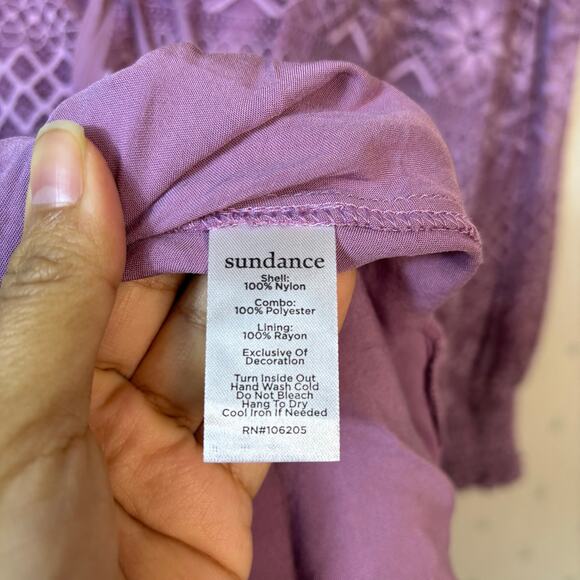 sundance
Shell:
100% Nylon
Combo:
100% Polyester
Lining:
100% Rayon
Exclusive Of
Decoration
Turn Inside Out
Hand Wash Cold
Do Not Bleach
Hang To Dry
Cool Iron If Needed
RN#106205